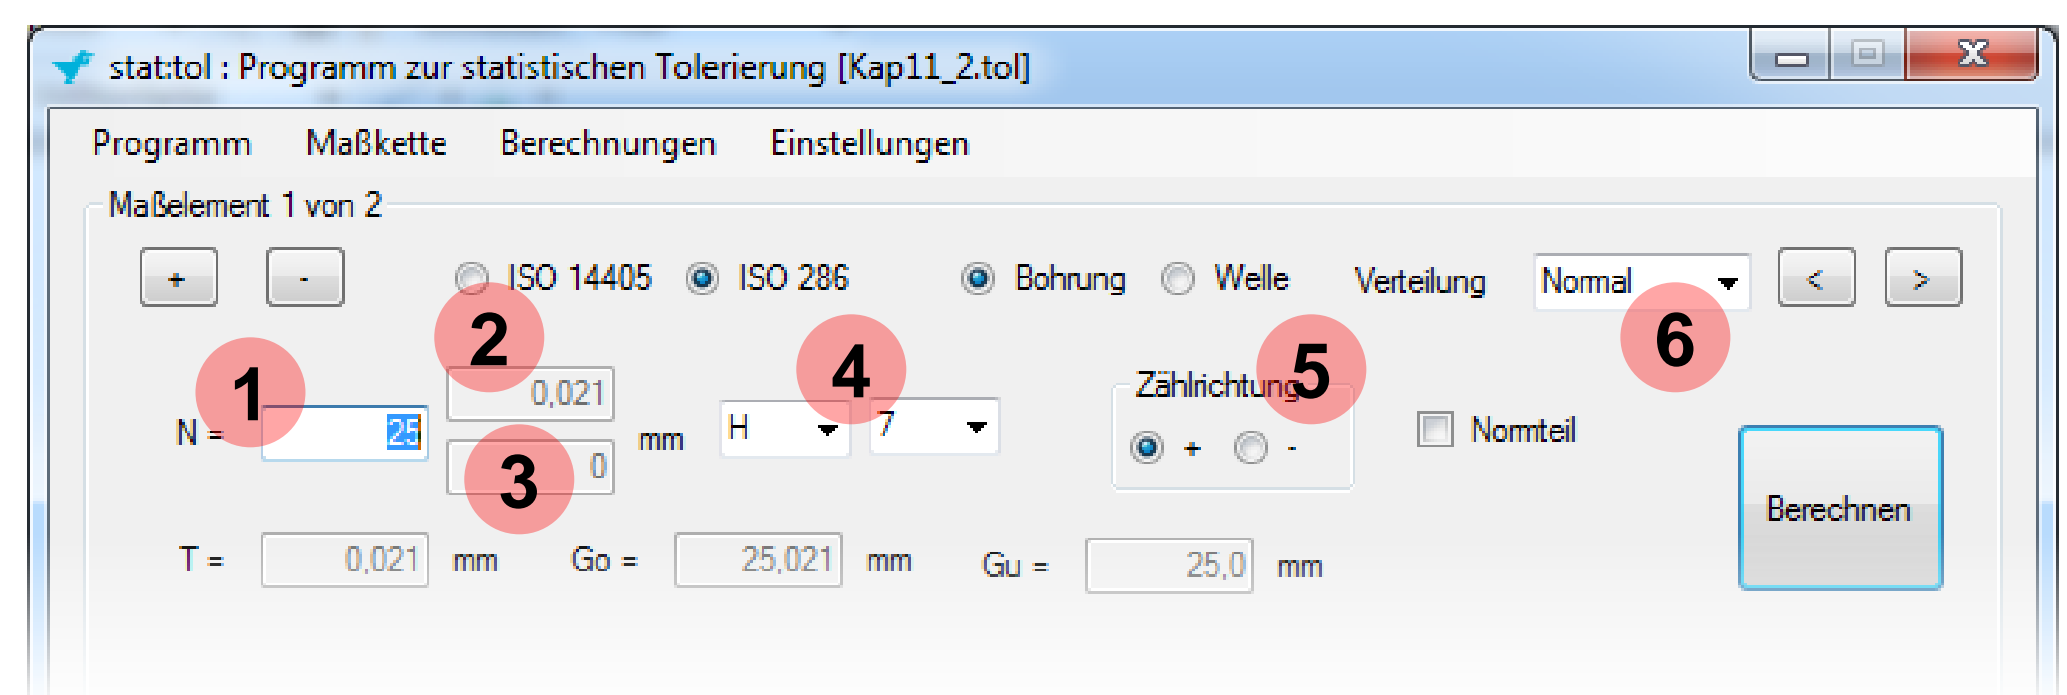 stat:tol : Programm zur statistischen Tolerierung [Kap11_2.tol]
Programm Maßkette Berechnungen Einstellungen
Maßelement 1 von 2
+ - ISO 14405 ISO 286 Bohrung Welle Verteilung Normal < >
1 2 4 5 6
N = 25 0,021 mm H 7 Zählrichtung Normteil
3 0 + -
Berechnen
T = 0,021 mm Go = 25,021 mm Gu = 25,0 mm